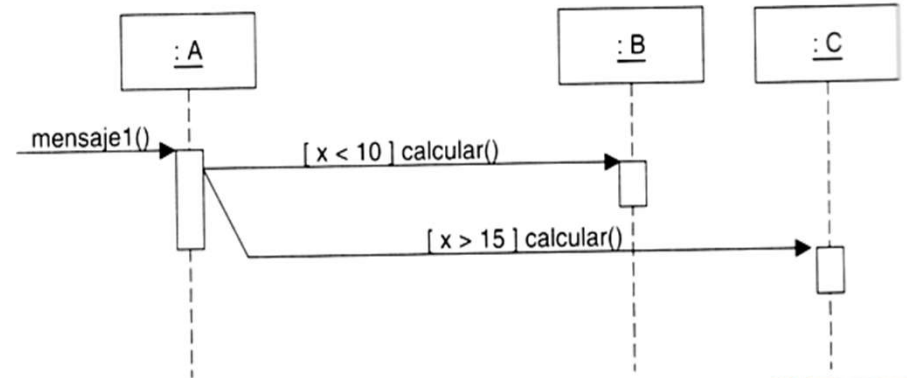 : A
: B
: C
mensaje1()
[ x < 10 ] calcular()
[ x > 15 ] calcular()